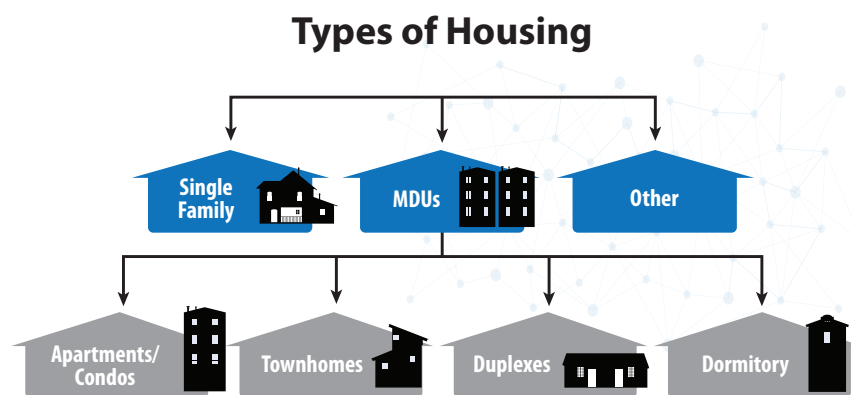 Types of Housing
Single
Family
MDUs
Other
Apartments/
Condos
Townhomes
Duplexes
Dormitory